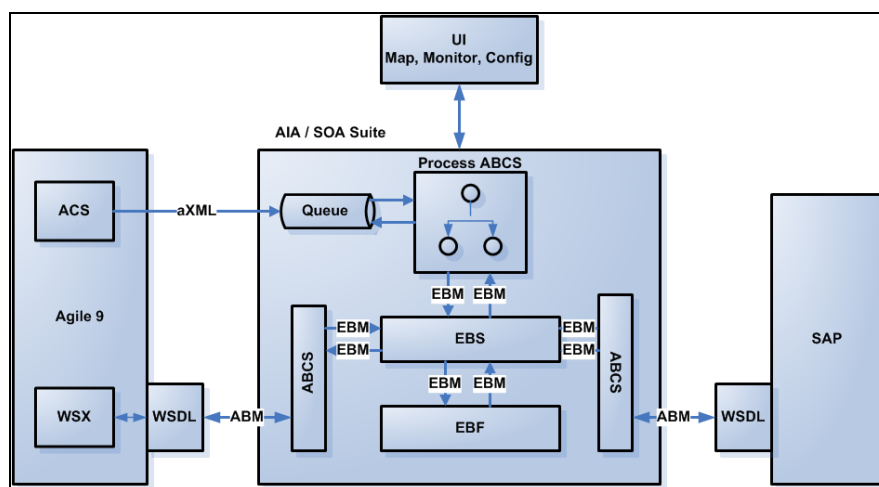 UI
Map, Monitor, Config
AIA / SOA Suite
Process ABCS
ACS
aXML
Queue
EBM
EBM
Agile 9
EBM
EBS
EBM
EBM
EBM
SAP
ABCS
ABCS
EBM
EBM
WSX
WSDL
ABM
EBF
ABM
WSDL